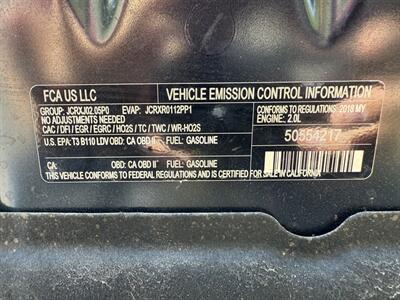 FCA US LLC
VEHICLE EMISSION CONTROL INFORMATION
GROUP: JCRXJ02.05P0 EVAP: JCRXR0112PP1
NO ADJUSTMENTS NEEDED
CAC / DFI / EGR / EGRC / HO2S / TC / TWC / WR-HO2S
CONFORMS TO REGULATIONS: 2018 MY
ENGINE: 2.0L
U.S. EPA: T3 B110 LDV OBD: CA OBD II FUEL: GASOLINE
50554217
CA: OBD: CA OBD II FUEL: GASOLINE
CONFORMS TO FEDERAL REGULATIONS AND IS CERTIFIED FOR SALE IN CALIFORNIA